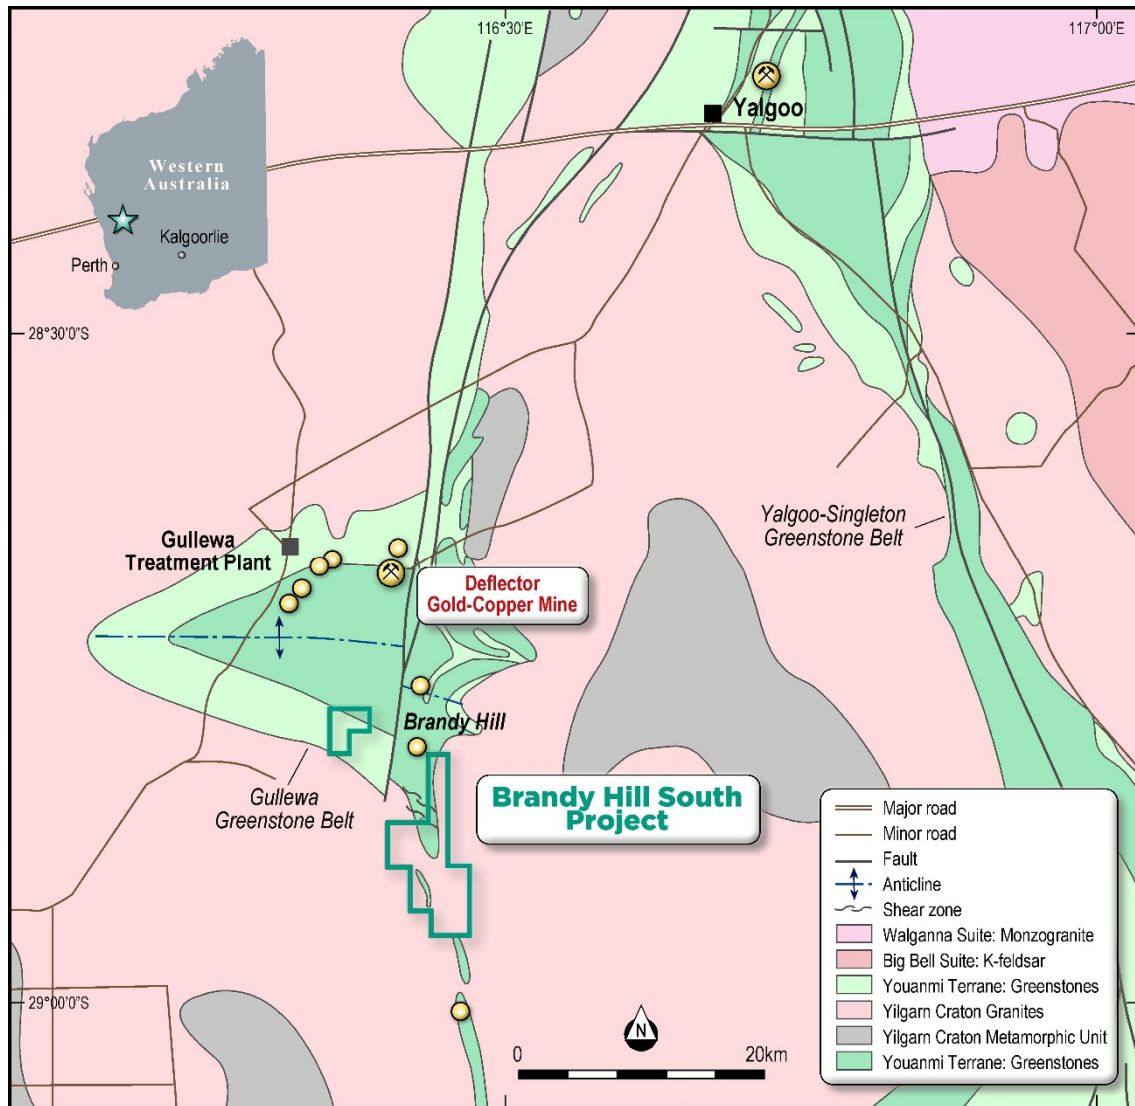 116°30'E
117°00'E
Yalgoo
Western
Australia
Kalgoorlie
Perth
28°30'0"S
Yalgoo-Singleton
Greenstone Belt
Gullewa
Treatment Plant
Deflector
Gold-Copper Mine
Brandy Hill
Gullewa
Greenstone Belt
Brandy Hill South
Project
29°00'0"S
N
0
20km
Major road
Minor road
Fault
Anticline
Shear zone
Walganna Suite: Monzogranite
Big Bell Suite: K-feldsar
Youanmi Terrane: Greenstones
Yilgarn Craton Granites
Yilgarn Craton Metamorphic Unit
Youanmi Terrane: Greenstones